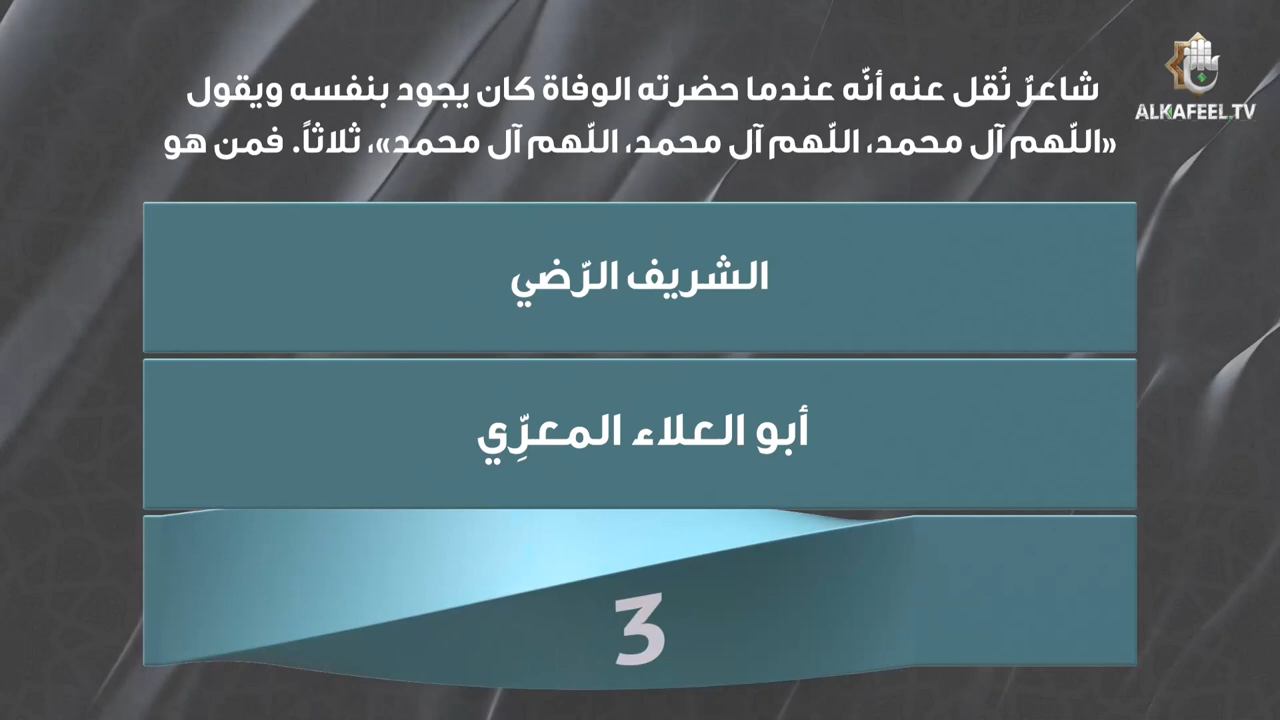 ALKAFEEL.TV
شاعرٌ نُقل عنه أنّه عندما حضرته الوفاة كان يجود بنفسه ويقول
«اللّهم آل محمد، اللّهم آل محمد، اللّهم آل محمد»، ثلاثاً. فمن هو
الشريف الرّضي
أبو العلاء المعرِّي
3